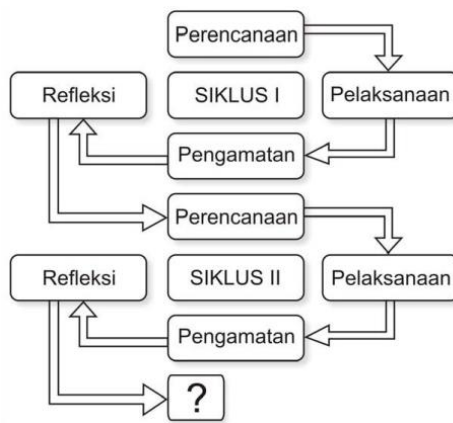 Perencanaan
Refleksi
SIKLUS I
Pelaksanaan
Pengamatan
Perencanaan
Refleksi
SIKLUS II
Pelaksanaan
Pengamatan
?